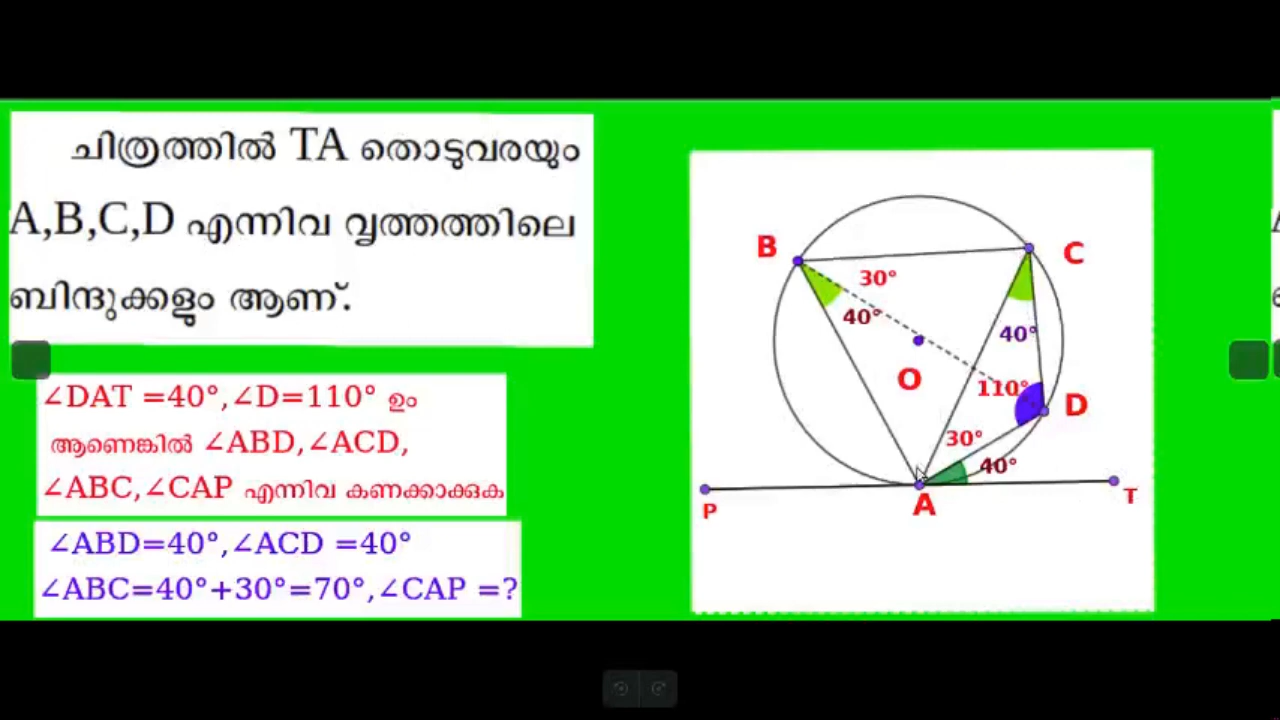 ചിത്രത്തിൽ TA തൊടുവരയും
A,B,C,D എന്നിവ വൃത്തത്തിലെ
ബിന്ദുക്കളും ആണ്.
∠DAT =40°,∠D=110° ഉം
ആണെങ്കിൽ ∠ABD,∠ACD,
∠ABC,∠CAP എന്നിവ കണക്കാക്കുക
∠ABD=40°,∠ACD =40°
∠ABC=40°+30°=70°,∠CAP =?
B
C
30°
40°
40°
O
110°
D
30°
40°
P
A
T